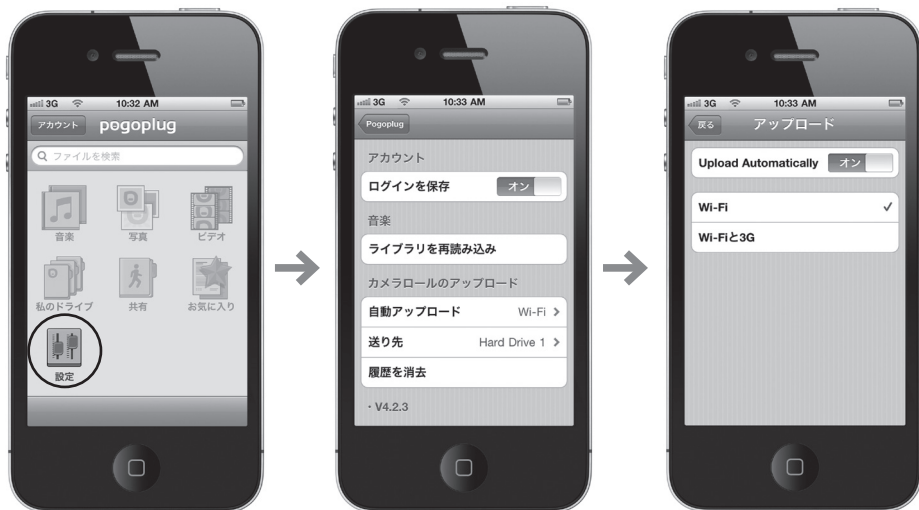 3G 10:32 AM
アカウント pogoplug
ファイルを検索
音楽 写真 ビデオ
私のドライブ 共有 お気に入り
設定
3G 10:33 AM
Pogoplug
アカウント
ログインを保存 オン
音楽
ライブラリを再読み込み
カメラロールのアップロード
自動アップロード Wi-Fi >
送り先 Hard Drive 1 >
履歴を消去
・V4.2.3
3G 10:33 AM
戻る アップロード
Upload Automatically オン
Wi-Fi ✓
Wi-Fiと3G